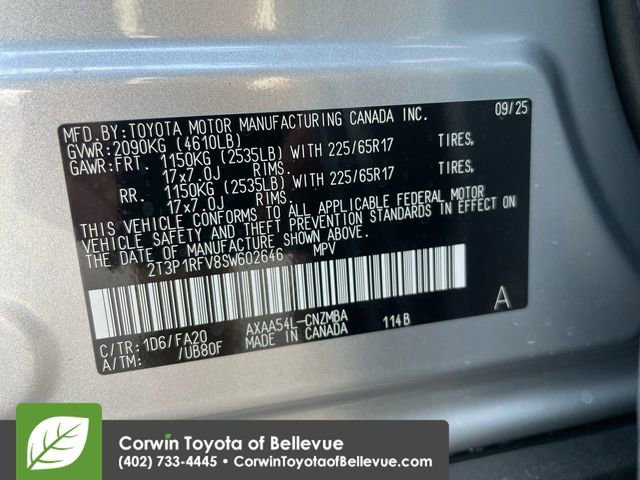 MFD.BY:TOYOTA MOTOR MANUFACTURING CANADA INC. 09/25
GVWR:2090KG (4610LB)
GAWR:FRT. 1150KG (2535LB) WITH 225/65R17 TIRES,
17x7.0J RIMS.
RR. 1150KG (2535LB) WITH 225/65R17 TIRES,
17x7.0J RIMS.
THIS VEHICLE CONFORMS TO ALL APPLICABLE FEDERAL MOTOR
VEHICLE SAFETY AND THEFT PREVENTION STANDARDS IN EFFECT ON
THE DATE OF MANUFACTURE SHOWN ABOVE.
2T3P1RFV8SW602646 MPV
A
C/TR:1D6/FA20 AXAA54L-CNZMBA 114B
A/TM: /UB80F MADE IN CANADA
Corwin Toyota of Bellevue
(402) 733-4445 • CorwinToyotaofBellevue.com